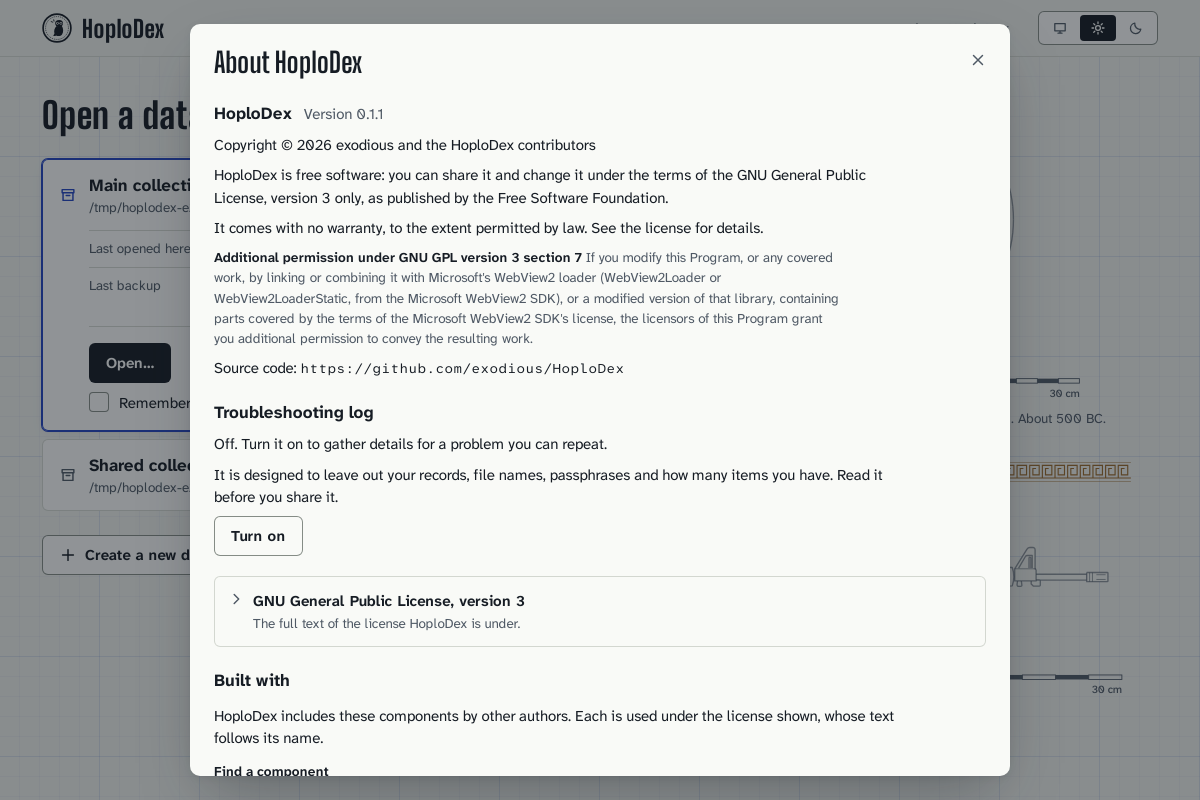 HoploDex
About HoploDex
Open a dat
HoploDex Version 0.1.1
Copyright © 2026 exodious and the HoploDex contributors
HoploDex is free software: you can share it and change it under the terms of the GNU General Public
License, version 3 only, as published by the Free Software Foundation.
It comes with no warranty, to the extent permitted by law. See the license for details.
Additional permission under GNU GPL version 3 section 7 If you modify this Program, or any covered
work, by linking or combining it with Microsoft's WebView2 loader (WebView2Loader or
WebView2LoaderStatic, from the Microsoft WebView2 SDK), or a modified version of that library, containing
parts covered by the terms of the Microsoft WebView2 SDK's license, the licensors of this Program grant
you additional permission to convey the resulting work.
Source code: https://github.com/exodious/HoploDex
Troubleshooting log
Off. Turn it on to gather details for a problem you can repeat.
It is designed to leave out your records, file names, passphrases and how many items you have. Read it
before you share it.
Turn on
GNU General Public License, version 3
The full text of the license HoploDex is under.
Built with
HoploDex includes these components by other authors. Each is used under the license shown, whose text
follows its name.
Find a component
Main collecti
/tmp/hoplodex-e
Last opened here
Last backup
Open...
Remember
Shared collec
/tmp/hoplodex-e
Create a new d
30 cm
. About 500 BC.
30 cm